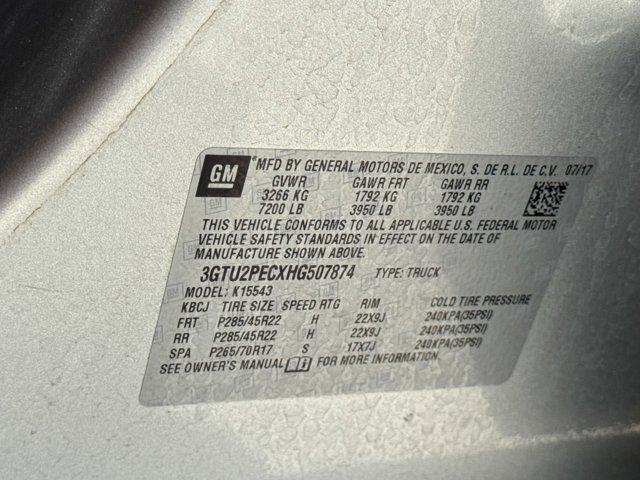 GM ® MFD BY GENERAL MOTORS DE MEXICO, S. DE R.L. DE C.V. 07/17
GVWR GAWR FRT GAWR RR
3266 KG 1792 KG 1792 KG
7200 LB 3950 LB 3950 LB
THIS VEHICLE CONFORMS TO ALL APPLICABLE U.S. FEDERAL MOTOR
VEHICLE SAFETY STANDARDS IN EFFECT ON THE DATE OF
MANUFACTURE SHOWN ABOVE.
3GTU2PECXHG507874 TYPE: TRUCK
MODEL: K15543
KBCJ TIRE SIZE SPEED RTG RIM COLD TIRE PRESSURE
FRT P285/45R22 H 22X9J 240KPA(35PSI)
RR P285/45R22 H 22X9J 240KPA(35PSI)
SPA P265/70R17 S 17X7J 240KPA(35PSI)
SEE OWNER'S MANUAL FOR MORE INFORMATION.